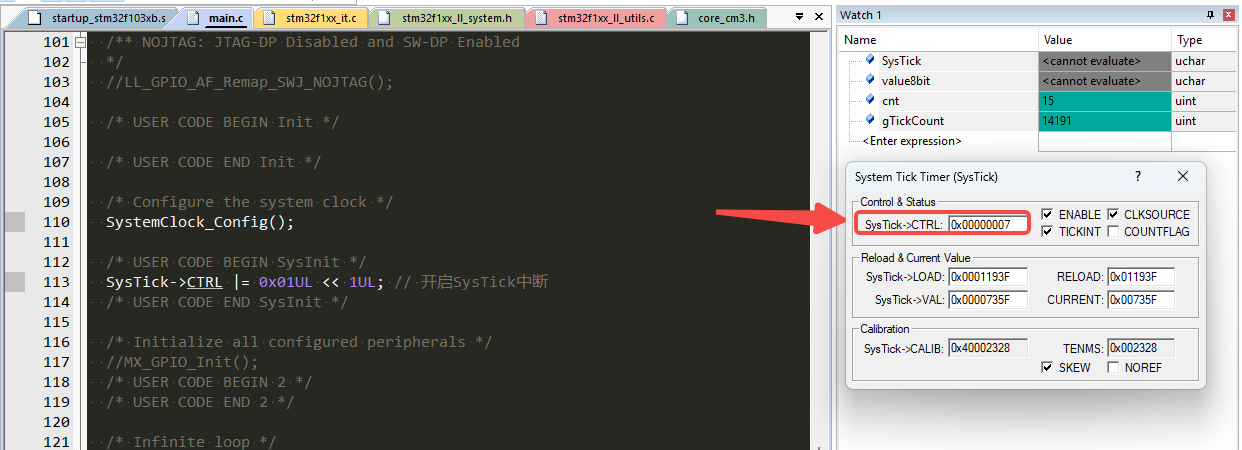 startup_stm32f103xb.s main.c stm32f1xx_it.c stm32f1xx_ll_system.h stm32f1xx_ll_utils.c core_cm3.h
101 /** NOJTAG: JTAG-DP Disabled and SW-DP Enabled
102 */
103 //LL_GPIO_AF_Remap_SWJ_NOJTAG();
104
105 /* USER CODE BEGIN Init */
106
107 /* USER CODE END Init */
108
109 /* Configure the system clock */
110 SystemClock_Config();
111
112 /* USER CODE BEGIN SysInit */
113 SysTick->CTRL |= 0x01UL << 1UL; // 开启SysTick中断
114 /* USER CODE END SysInit */
115
116 /* Initialize all configured peripherals */
117 //MX_GPIO_Init();
118 /* USER CODE BEGIN 2 */
119 /* USER CODE END 2 */
120
121 /* Infinite loop */
Watch 1
Name Value Type
SysTick <cannot evaluate> uchar
value8bit <cannot evaluate> uchar
cnt 15 uint
gTickCount 14191 uint
<Enter expression>
System Tick Timer (SysTick)
Control & Status
SysTick->CTRL: 0x00000007
ENABLE CLKSOURCE
TICKINT COUNTFLAG
Reload & Current Value
SysTick->LOAD: 0x0001193F RELOAD: 0x01193F
SysTick->VAL: 0x0000735F CURRENT: 0x00735F
Calibration
SysTick->CALIB: 0x40002328 TENMS: 0x002328
SKEW NOREF